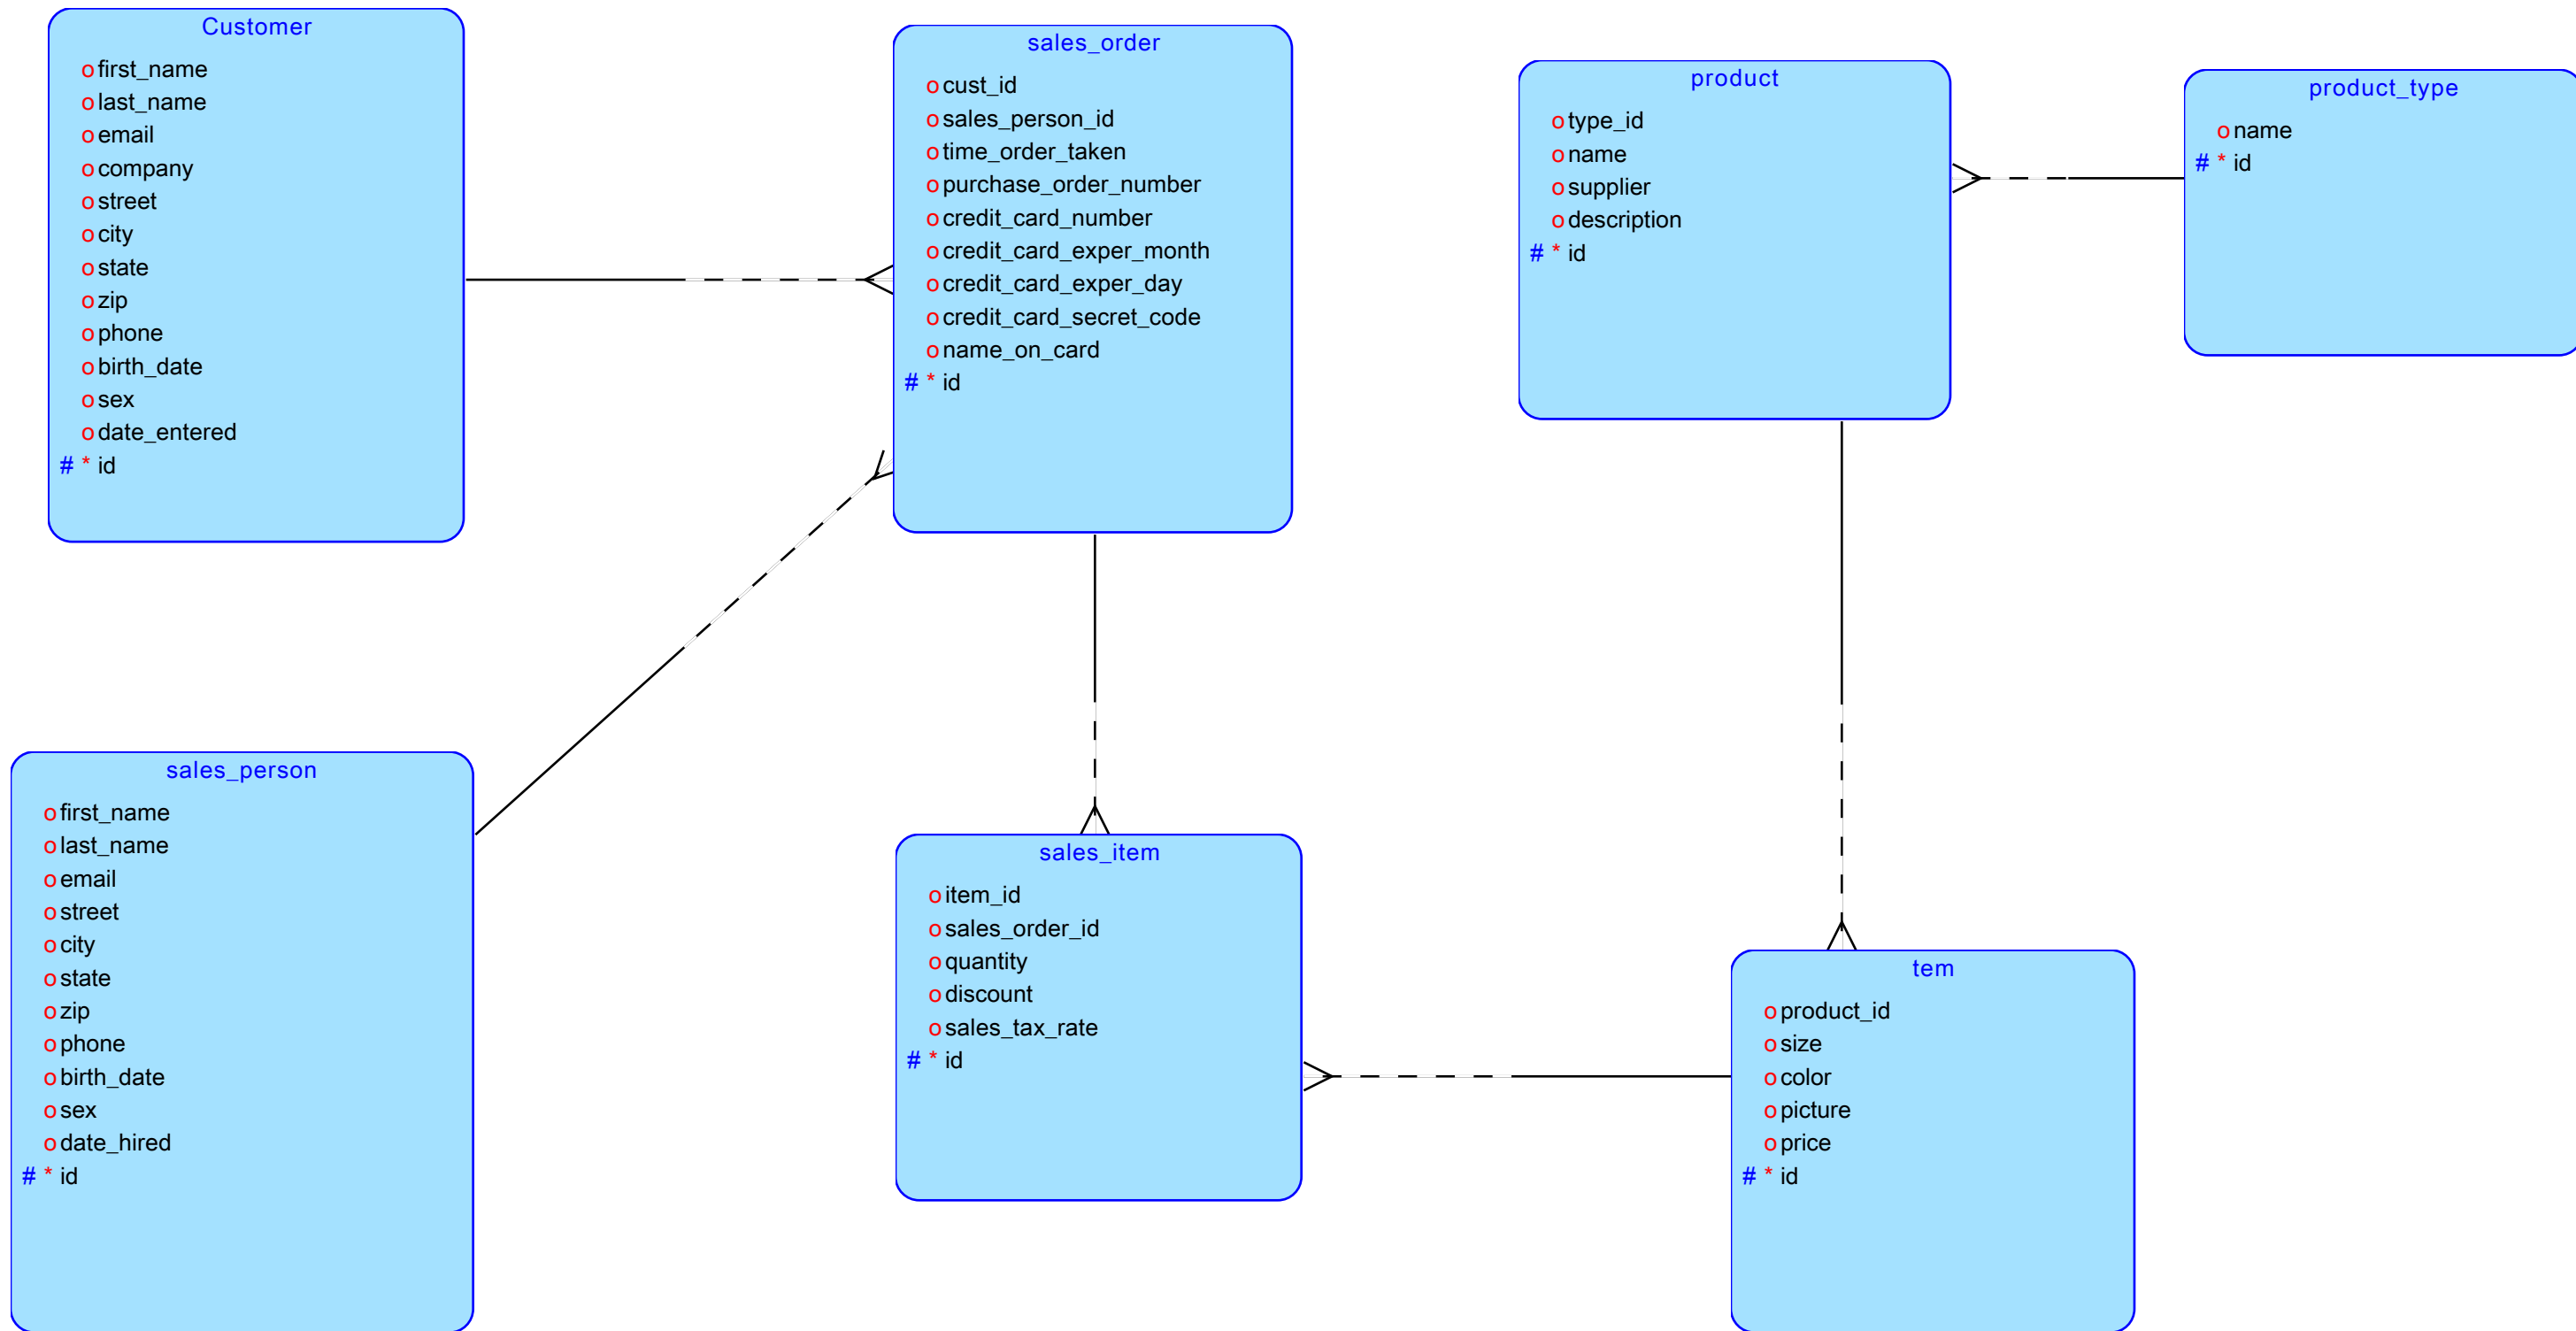 Customer
o first_name
o last_name
o email
o company
o street
o city
o state
o zip
o phone
o birth_date
o sex
o date_entered
# * id
sales_order
o cust_id
o sales_person_id
o time_order_taken
o purchase_order_number
o credit_card_number
o credit_card_exper_month
o credit_card_exper_day
o credit_card_secret_code
o name_on_card
# * id
product
o type_id
o name
o supplier
o description
# * id
product_type
o name
# * id
sales_person
o first_name
o last_name
o email
o street
o city
o state
o zip
o phone
o birth_date
o sex
o date_hired
# * id
sales_item
o item_id
o sales_order_id
o quantity
o discount
o sales_tax_rate
# * id
tem
o product_id
o size
o color
o picture
o price
# * id